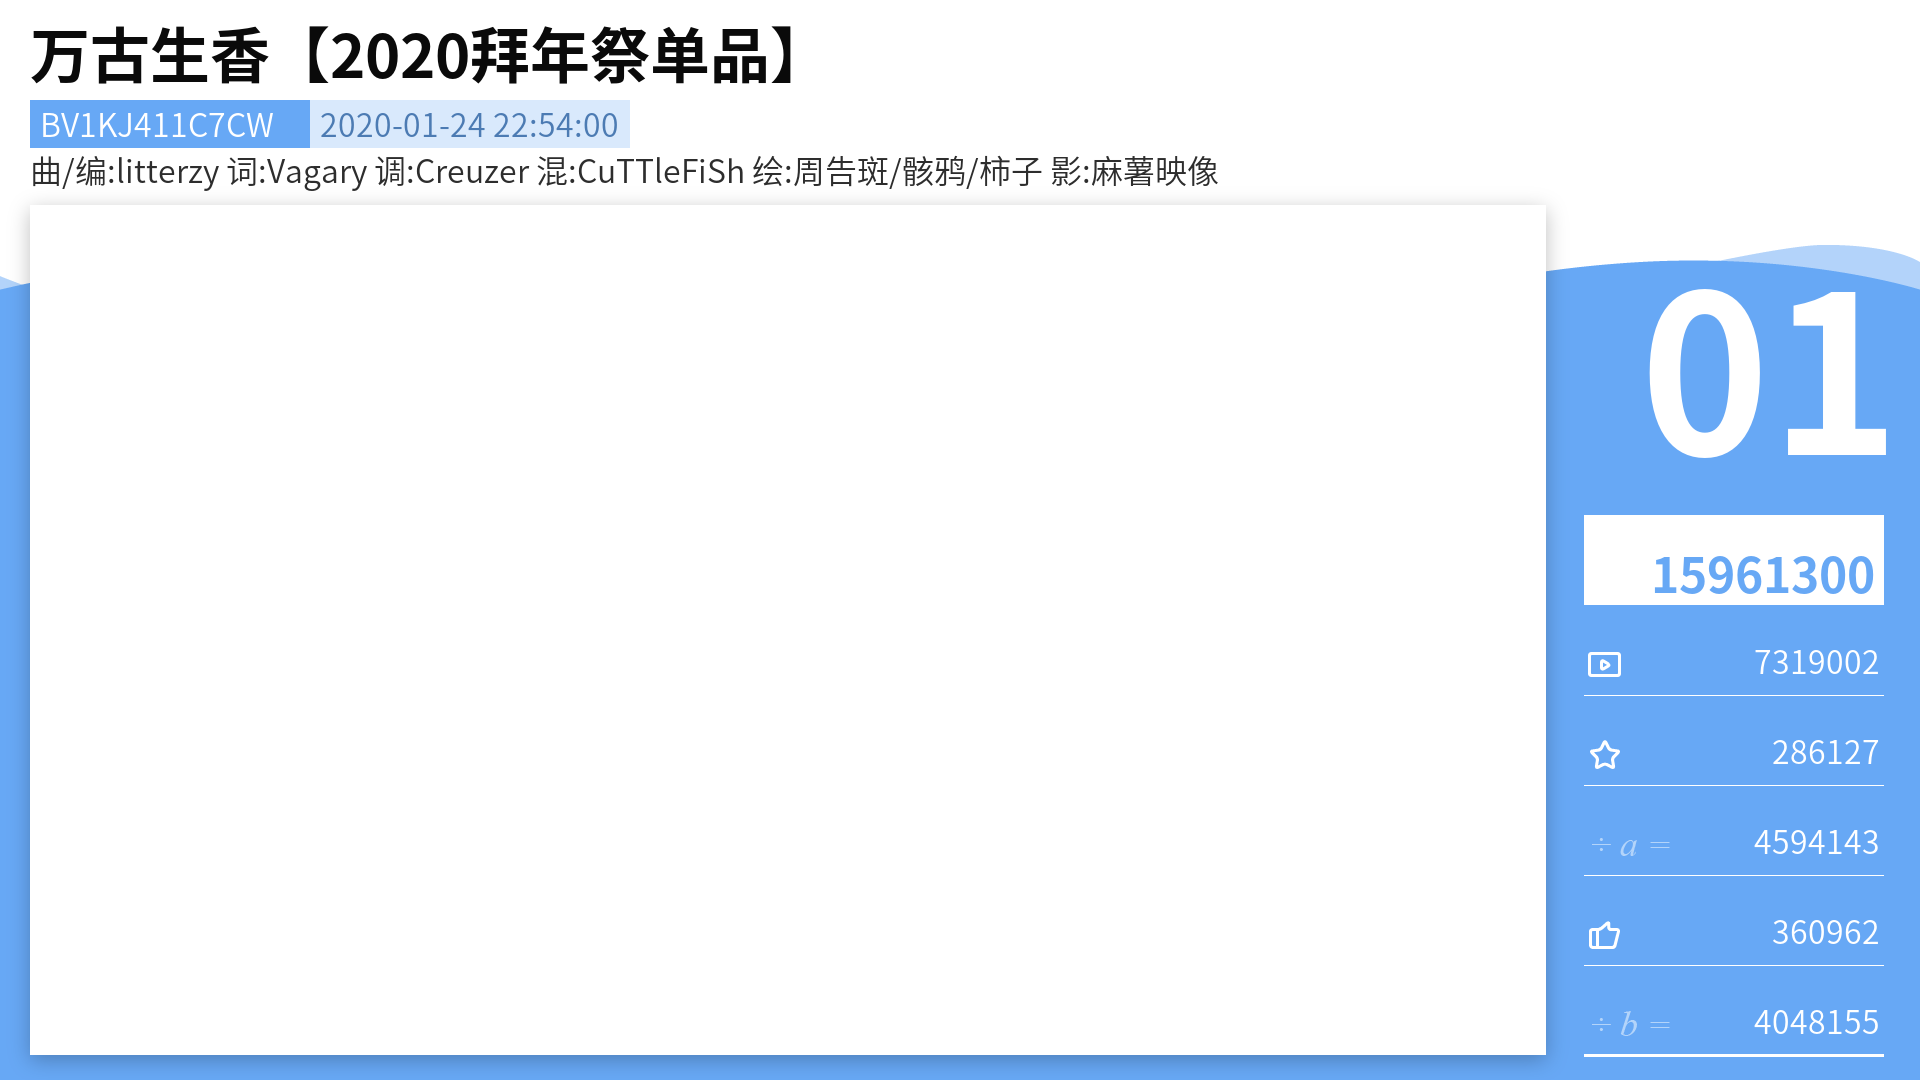 万古生香【2020拜年祭单品】
BV1KJ411C7CW 2020-01-24 22:54:00
曲/编:litterzy 词:Vagary 调:Creuzer 混:CuTTleFiSh 绘:周告斑/骸鸦/柿子 影:麻薯映像
01
15961300
7319002
286127
÷ a = 4594143
360962
÷ b = 4048155